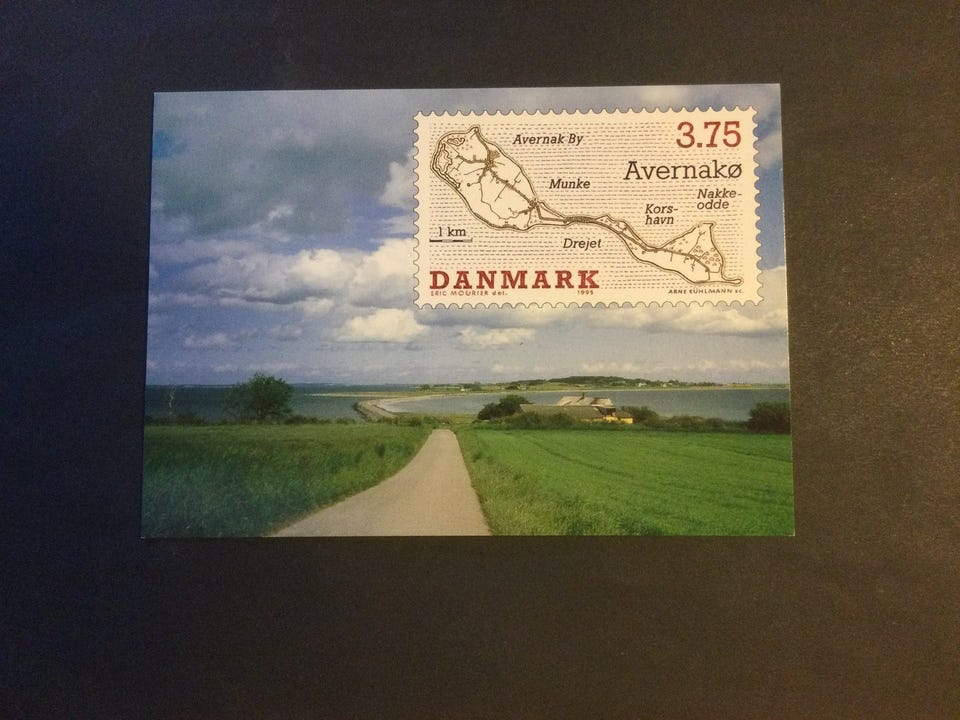 3.75
Avernak By
Avernakø
Munke
Nakke-
odde
Kors-
havn
1 km
Drejet
DANMARK
ERIC MOURIER del. 1995 ARNE KÜHLMANN sc.